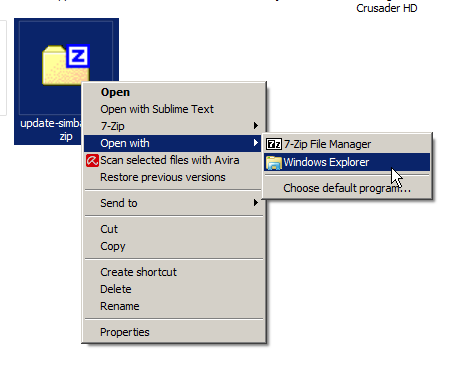 Crusader HD
update-simba
zip
Open
Open with Sublime Text
7-Zip
Open with
Scan selected files with Avira
Restore previous versions
Send to
Cut
Copy
Create shortcut
Delete
Rename
Properties
7-Zip File Manager
Windows Explorer
Choose default program...